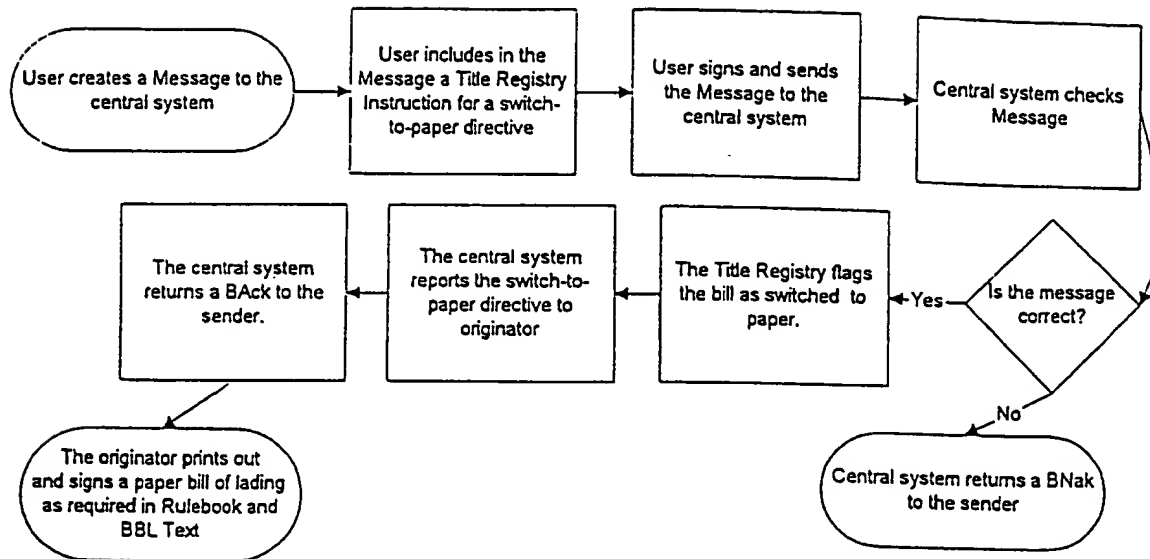 User creates a Message to the
central system
User includes in the
Message a Title Registry
Instruction for a switch-
to-paper directive
User signs and sends
the Message to the
central system
Central system checks
Message
Is the message
correct?
Yes
The Title Registry flags
the bill as switched to
paper.
The central system
reports the switch-to-
paper directive to
originator
The central system
returns a BAck to the
sender.
The originator prints out
and signs a paper bill of lading
as required in Rulebook and
BBL Text
No
Central system returns a BNak
to the sender